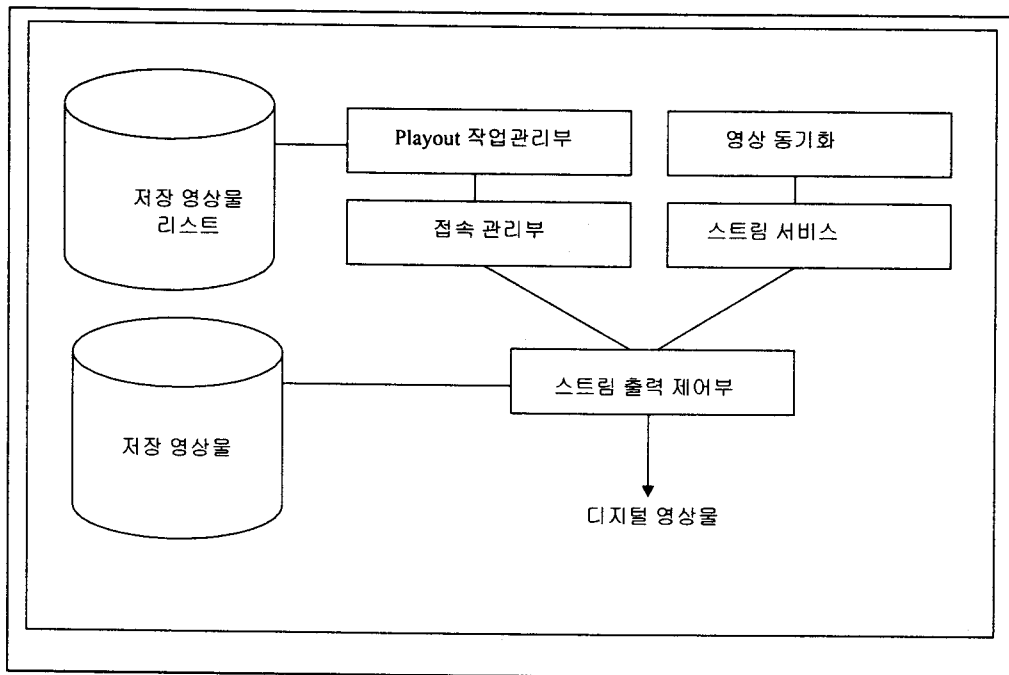 Playout 작업관리부
영상 동기화
저장 영상물
리스트
접속 관리부
스트림 서비스
스트림 출력 제어부
저장 영상물
디지털 영상물